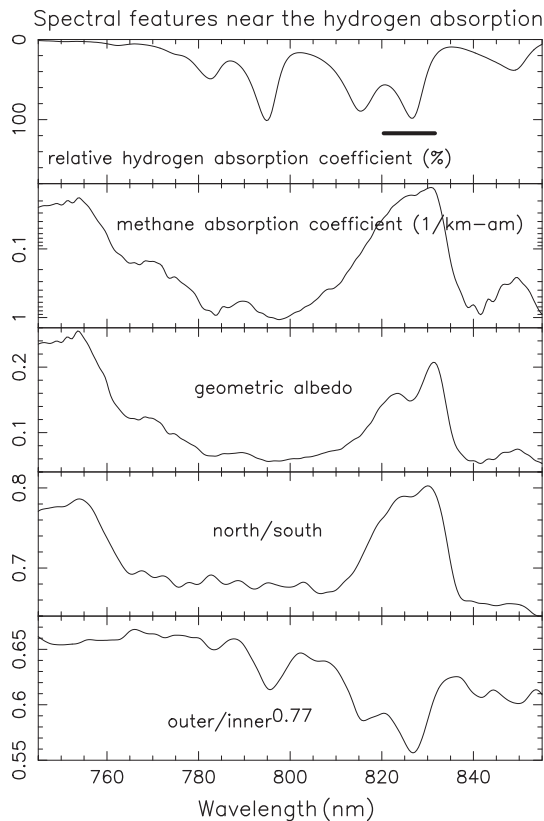 Spectral features near the hydrogen absorption
0
100
relative hydrogen absorption coefficient (%)
methane absorption coefficient (1/km-am)
0.1
1
0.2
geometric albedo
0.1
0.8
north/south
0.7
0.65
0.6
outer/inner0.77
0.55
760 780 800 820 840
Wavelength (nm)